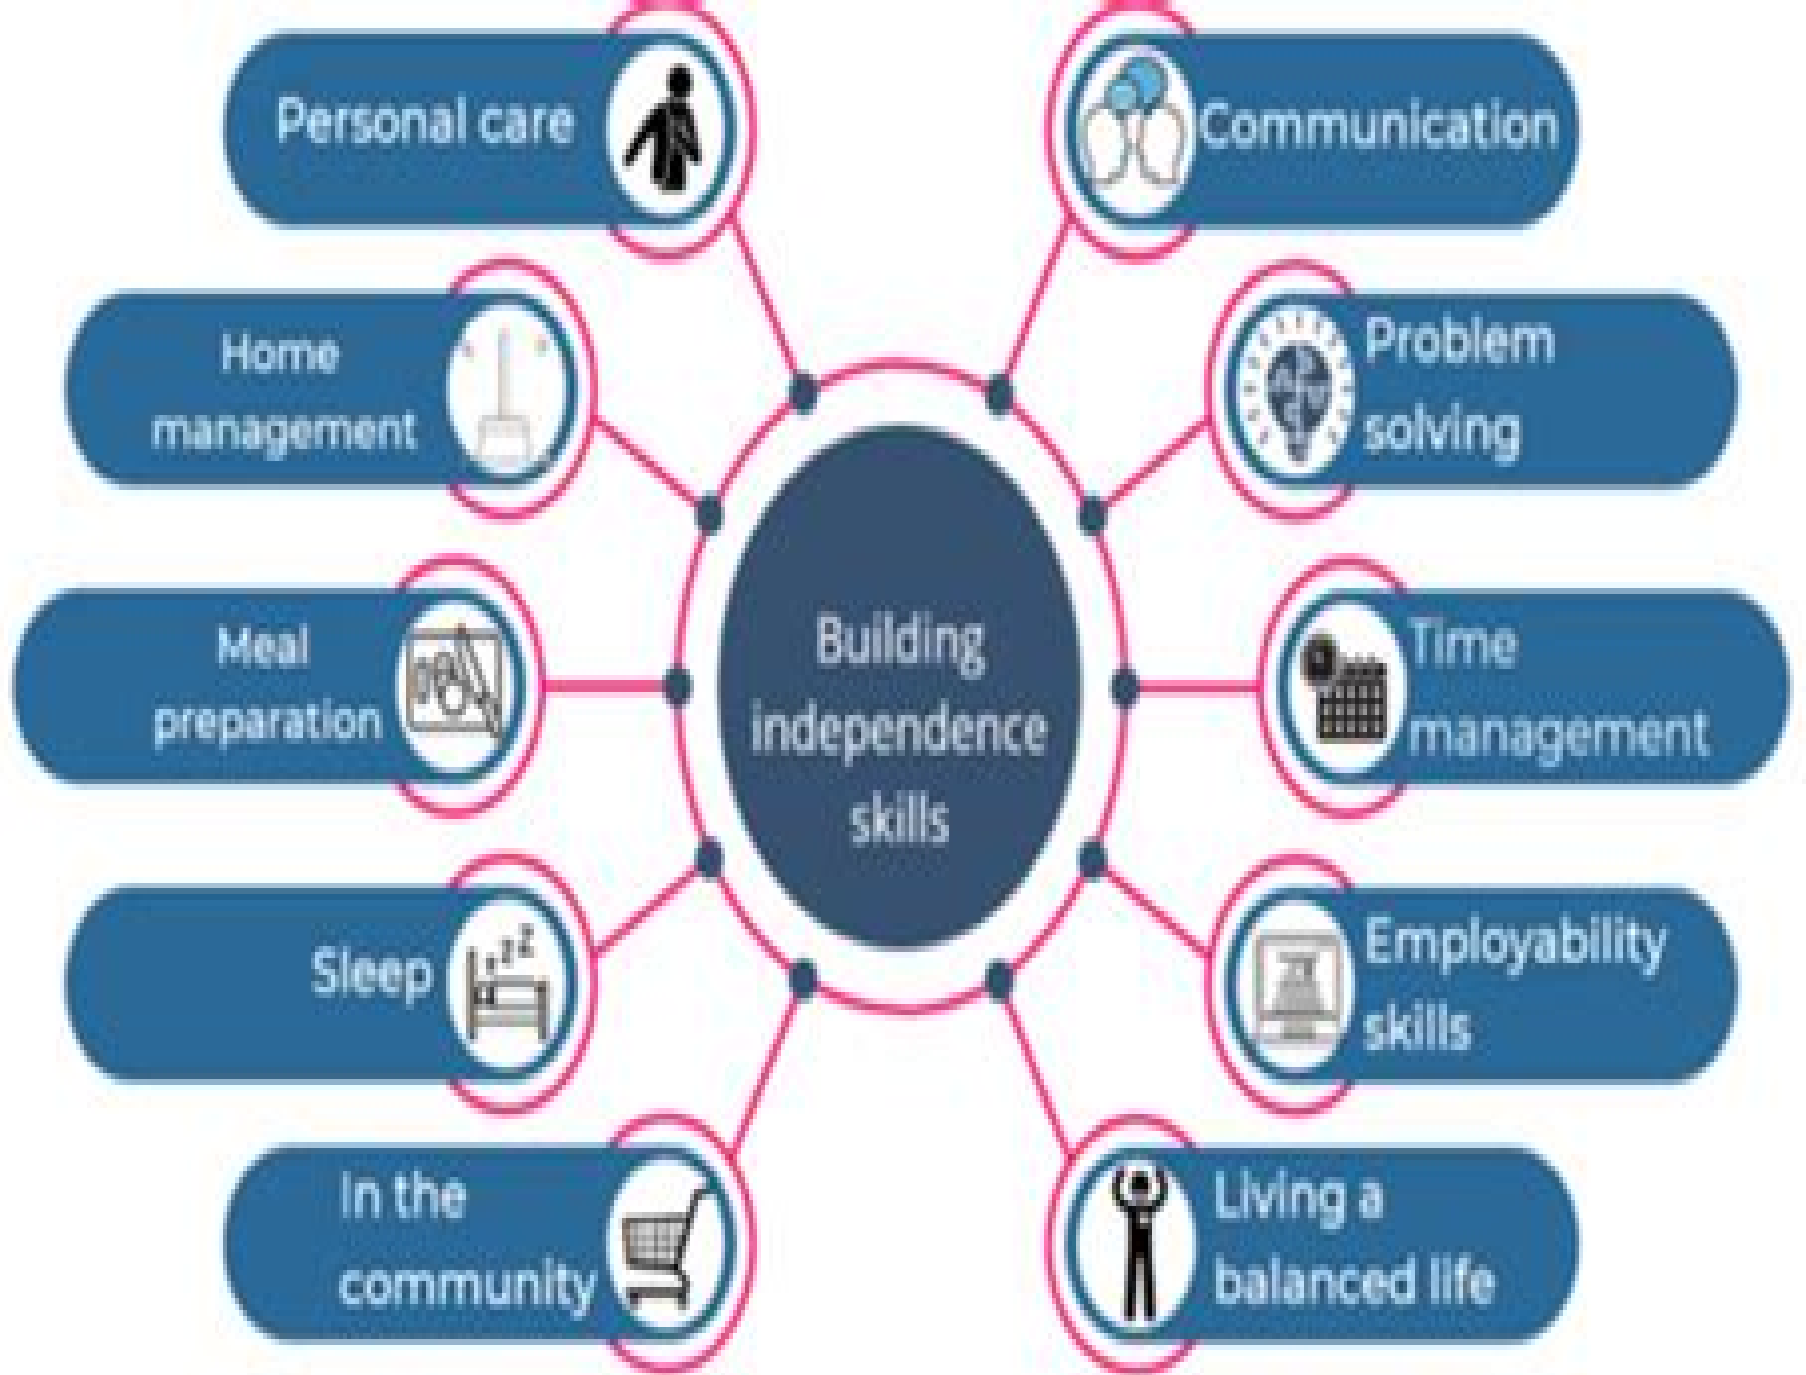 Personal care
Home
management
Meal
preparation
Sleep
In the
community
Building
independence
skills
Communication
Problem
solving
Time
management
Employability
skills
Living a
balanced life